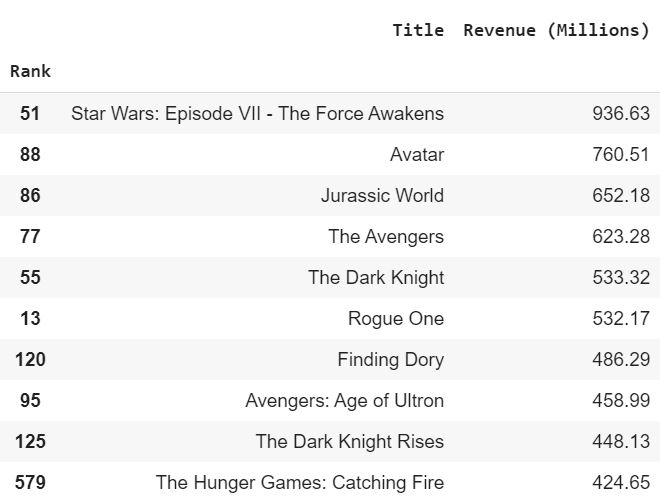 Title Revenue (Millions)
Rank
51 Star Wars: Episode VII - The Force Awakens 936.63
88 Avatar 760.51
86 Jurassic World 652.18
77 The Avengers 623.28
55 The Dark Knight 533.32
13 Rogue One 532.17
120 Finding Dory 486.29
95 Avengers: Age of Ultron 458.99
125 The Dark Knight Rises 448.13
579 The Hunger Games: Catching Fire 424.65